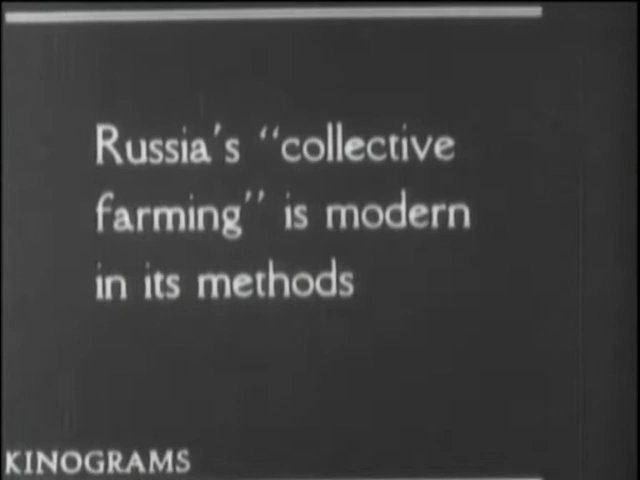 Russia's "collective
farming" is modern
in its methods
KINOGRAMS